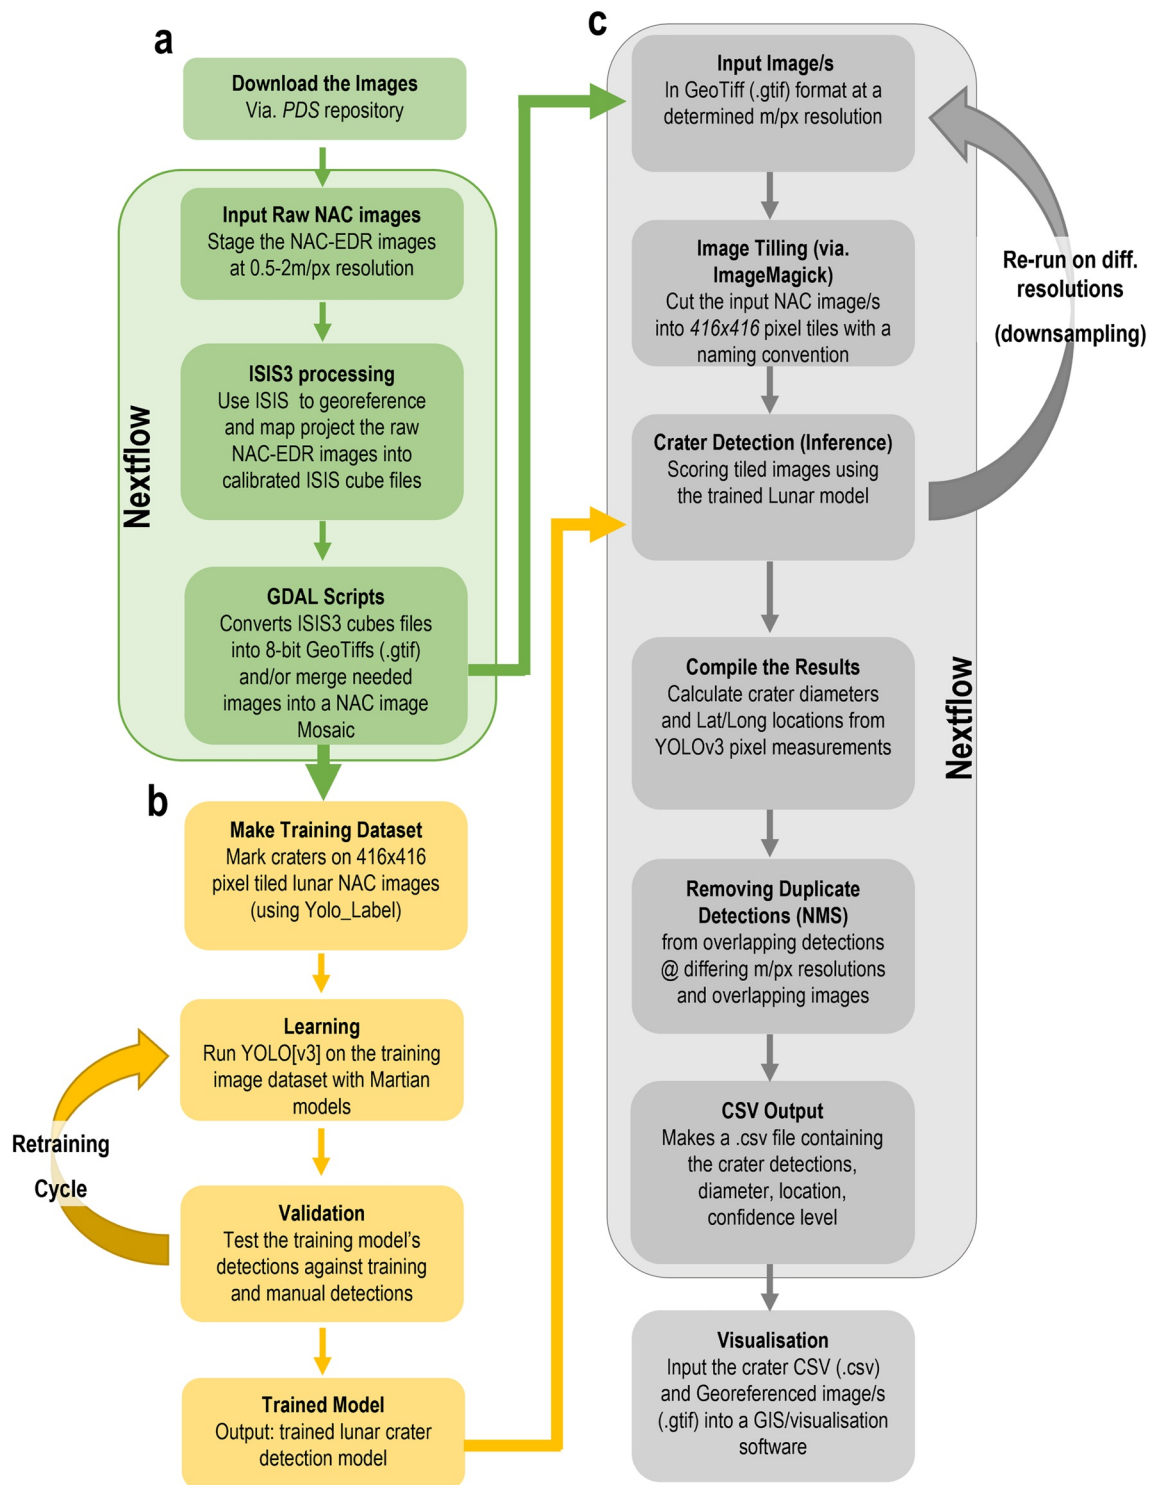 a
Download the Images
Via. PDS repository
Nextflow
Input Raw NAC images
Stage the NAC-EDR images
at 0.5-2m/px resolution
ISIS3 processing
Use ISIS to georeference
and map project the raw
NAC-EDR images into
calibrated ISIS cube files
GDAL Scripts
Converts ISIS3 cubes files
into 8-bit GeoTiffs (.gtif)
and/or merge needed
images into a NAC image
Mosaic
b
Make Training Dataset
Mark craters on 416x416
pixel tiled lunar NAC images
(using Yolo_Label)
Learning
Run YOLO[v3] on the training
image dataset with Martian
models
Retraining
Cycle
Validation
Test the training model's
detections against training
and manual detections
Trained Model
Output: trained lunar crater
detection model
c
Input Image/s
In GeoTiff (.gtif) format at a
determined m/px resolution
Image Tilling (via.
ImageMagick)
Cut the input NAC image/s
into 416x416 pixel tiles with a
naming convention
Re-run on diff.
resolutions
(downsampling)
Crater Detection (Inference)
Scoring tiled images using
the trained Lunar model
Compile the Results
Calculate crater diameters
and Lat/Long locations from
YOLOv3 pixel measurements
Nextflow
Removing Duplicate
Detections (NMS)
from overlapping detections
@ differing m/px resolutions
and overlapping images
CSV Output
Makes a .csv file containing
the crater detections,
diameter, location,
confidence level
Visualisation
Input the crater CSV (.csv)
and Georeferenced image/s
(.gtif) into a GIS/visualisation
software